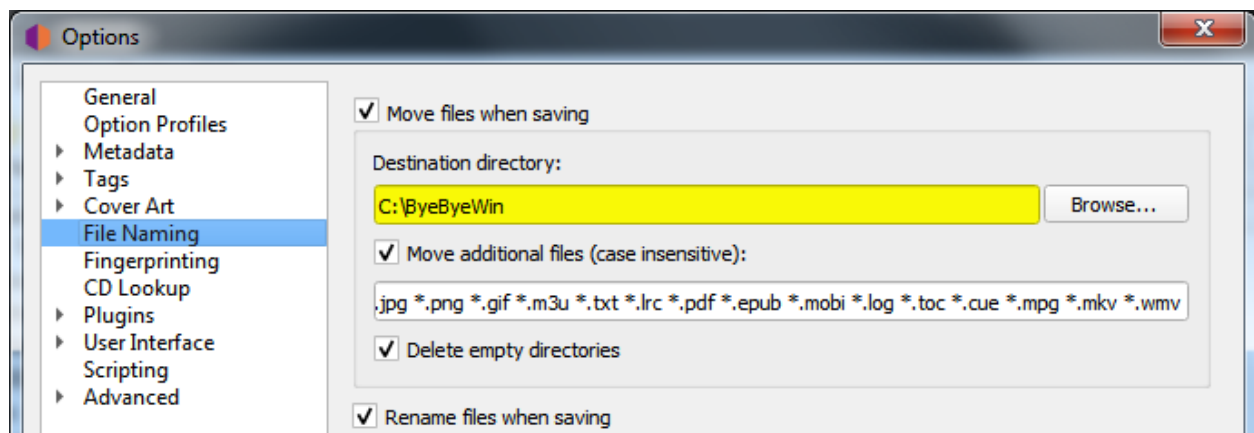 Options
General
Option Profiles
Metadata
Tags
Cover Art
File Naming
Fingerprinting
CD Lookup
Plugins
User Interface
Scripting
Advanced
Move files when saving
Destination directory:
C:\ByeByeWin
Browse...
Move additional files (case insensitive):
.jpg *.png *.gif *.m3u *.txt *.lrc *.pdf *.epub *.mobi *.log *.toc *.cue *.mpg *.mkv *.wmv
Delete empty directories
Rename files when saving